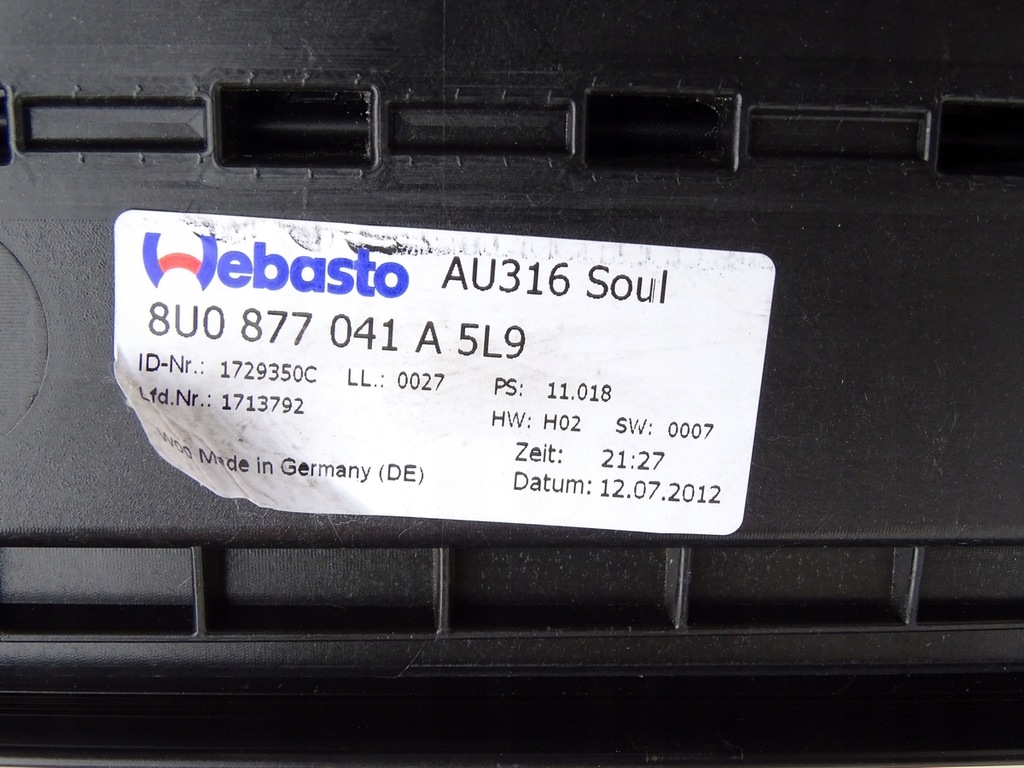 Webasto AU316 Soul
8U0 877 041 A 5L9
ID-Nr.: 1729350C LL.: 0027 PS: 11.018
Lfd.Nr.: 1713792 HW: H02 SW: 0007
Zeit: 21:27
Made in Germany (DE) Datum: 12.07.2012